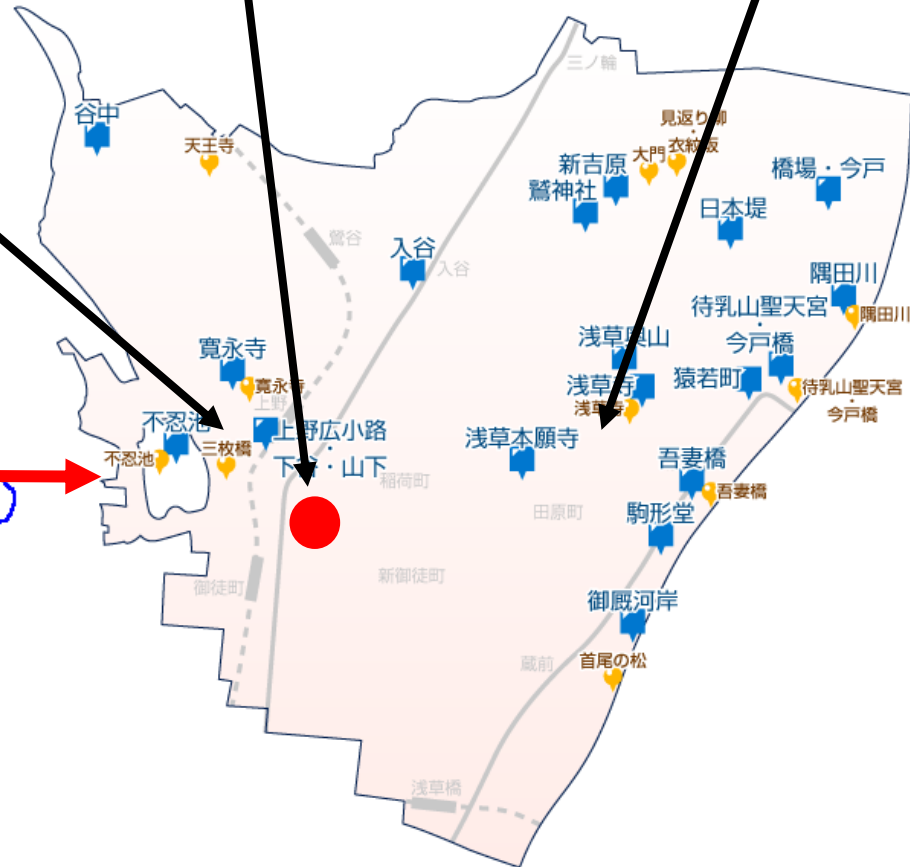 三ノ輪
谷中
天王寺
見返り柳
・
衣紋坂
大門
新吉原
鷲神社
橋場・今戸
日本堤
鶯谷
入谷
入谷
隅田川
隅田川
待乳山聖天宮
・
今戸橋
浅草奥山
寛永寺
寛永寺
上野
浅草寺
浅草寺
猿若町
待乳山聖天宮
・
今戸橋
不忍池
不忍池
三枚橋
上野広小路
・
下谷・山下
浅草本願寺
稲荷町
田原町
吾妻橋
吾妻橋
駒形堂
御徒町
新御徒町
御厩河岸
蔵前
首尾の松
浅草橋